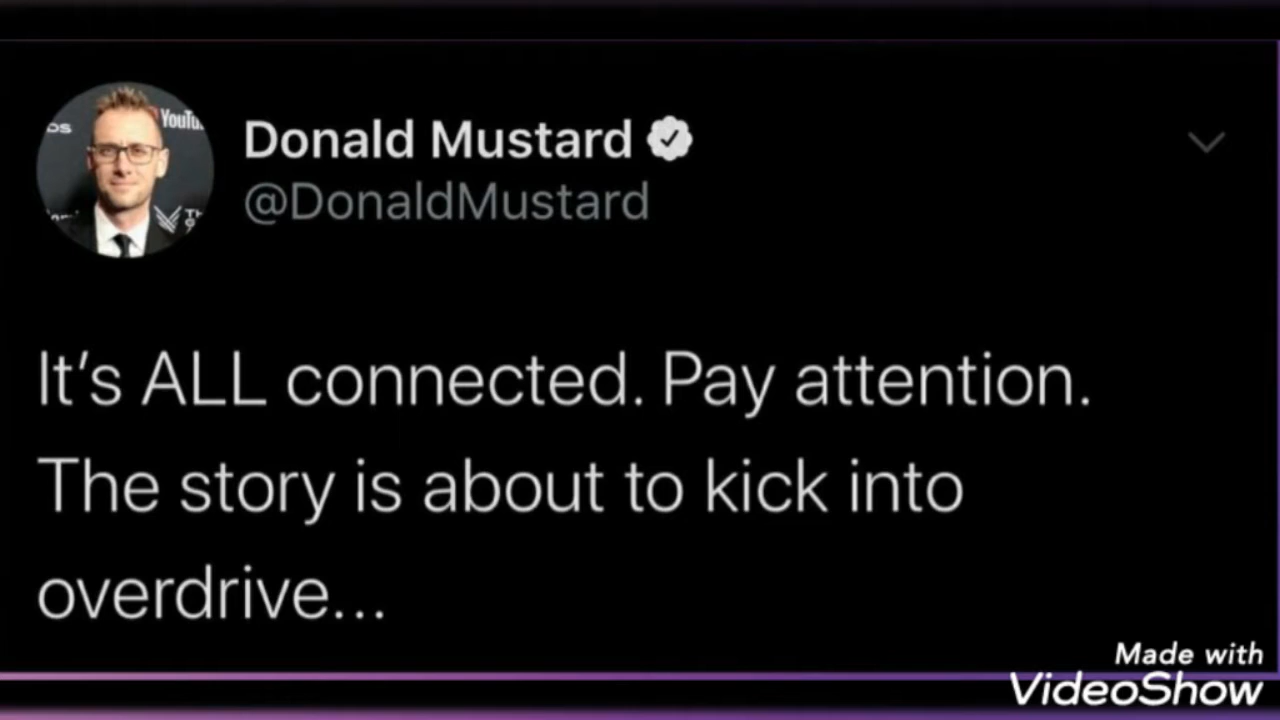 Donald Mustard
@DonaldMustard
It's ALL connected. Pay attention.
The story is about to kick into
overdrive...
Made with
VideoShow